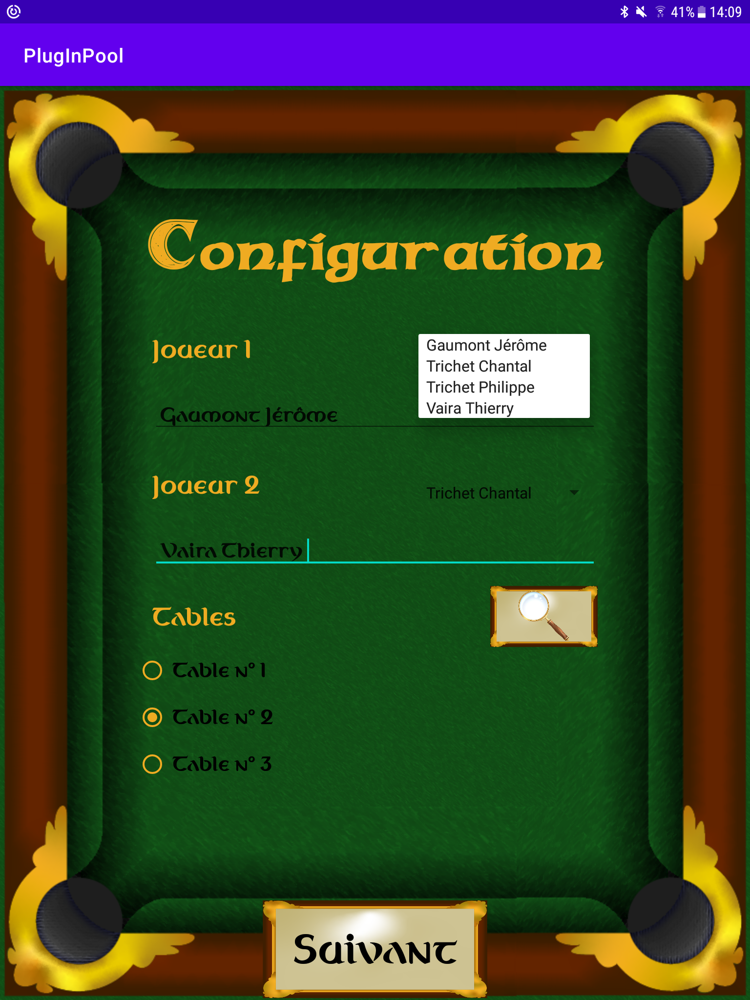 41% 14:09
PlugInPool
Configuration
Joueur 1
Gaumont Jérôme
Trichet Chantal
Trichet Philippe
Vaira Thierry
Gaumont Jérôme
Joueur 2
Trichet Chantal
Vaira Thierry
Tables
Table n° 1
Table n° 2
Table n° 3
Suivant